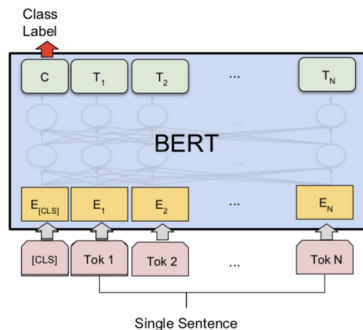 Class
Label
C T1 T2 ... TN
BERT
E[CLS] E1 E2 ... EN
[CLS] Tok 1 Tok 2 ... Tok N
Single Sentence